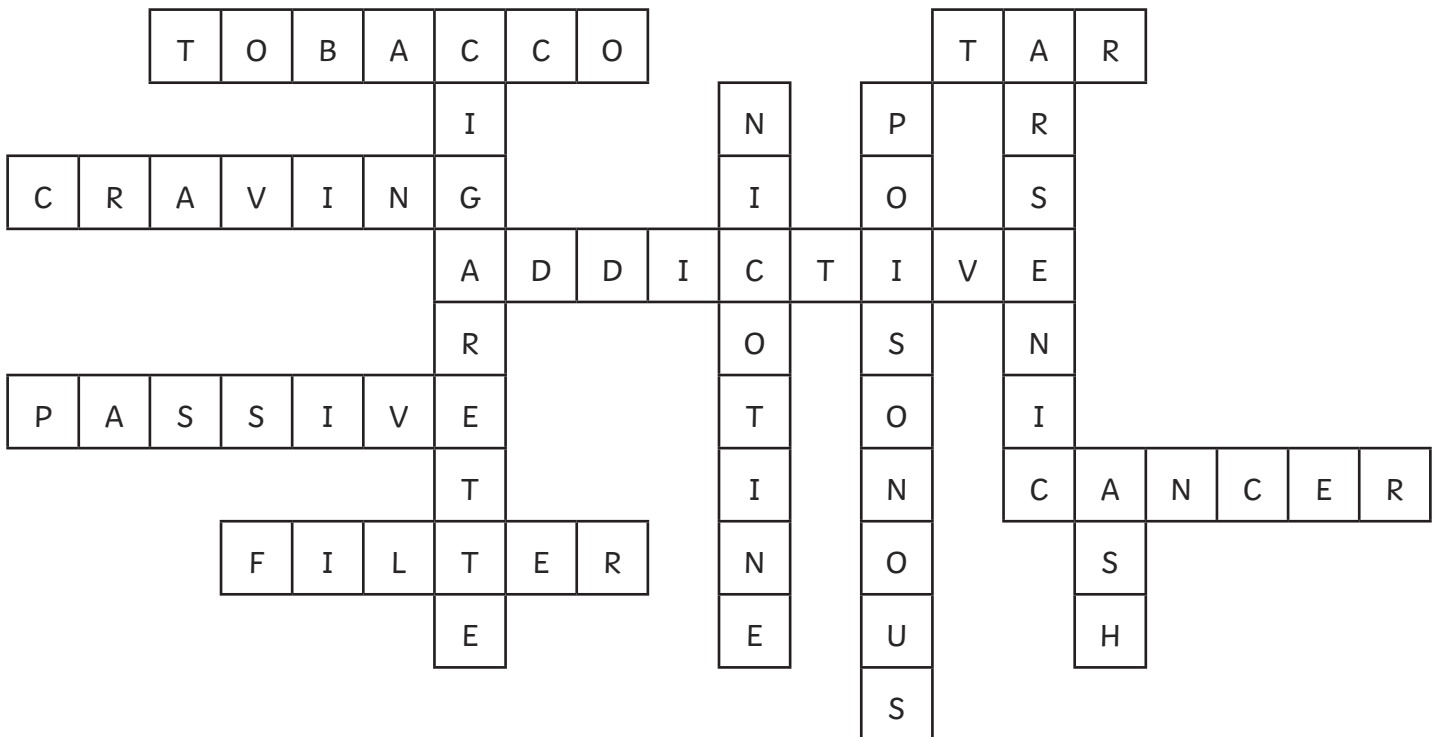 T O B A C C O T A R
I N P R
C R A V I N G I O S
A D D I C T I V E
R O S N
P A S S I V E T O I
T I N C A N C E R
F I L T E R N O S
E E U H
S